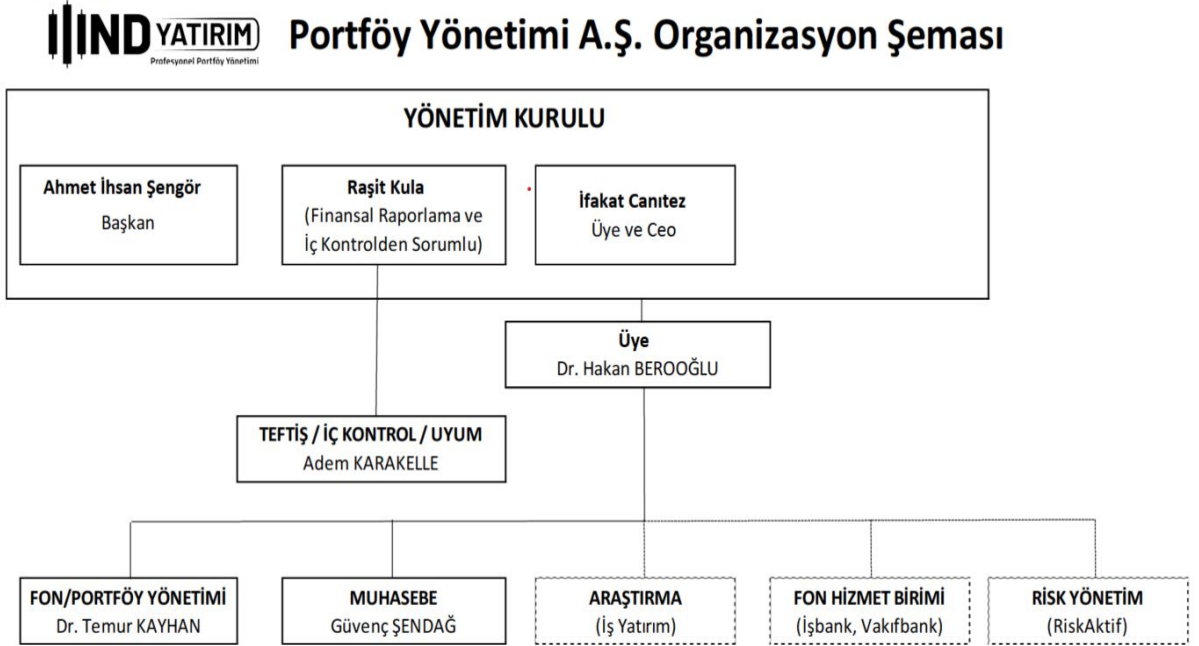 IND YATIRIM
Profesyonel Portföy Yönetimi
Portföy Yönetimi A.Ş. Organizasyon Şeması
YÖNETİM KURULU
Ahmet İhsan Şengör
Başkan
Raşit Kula
(Finansal Raporlama ve
İç Kontrolden Sorumlu)
İfakat Canıtez
Üye ve Ceo
Üye
Dr. Hakan BEROOĞLU
TEFTİŞ / İÇ KONTROL / UYUM
Adem KARAKELLE
FON/PORTFÖY YÖNETİMİ
Dr. Temur KAYHAN
MUHASEBE
Güvenç ŞENDAĞ
ARAŞTIRMA
(İş Yatırım)
FON HİZMET BİRİMİ
(İşbank, Vakıfbank)
RİSK YÖNETİM
(RiskAktif)